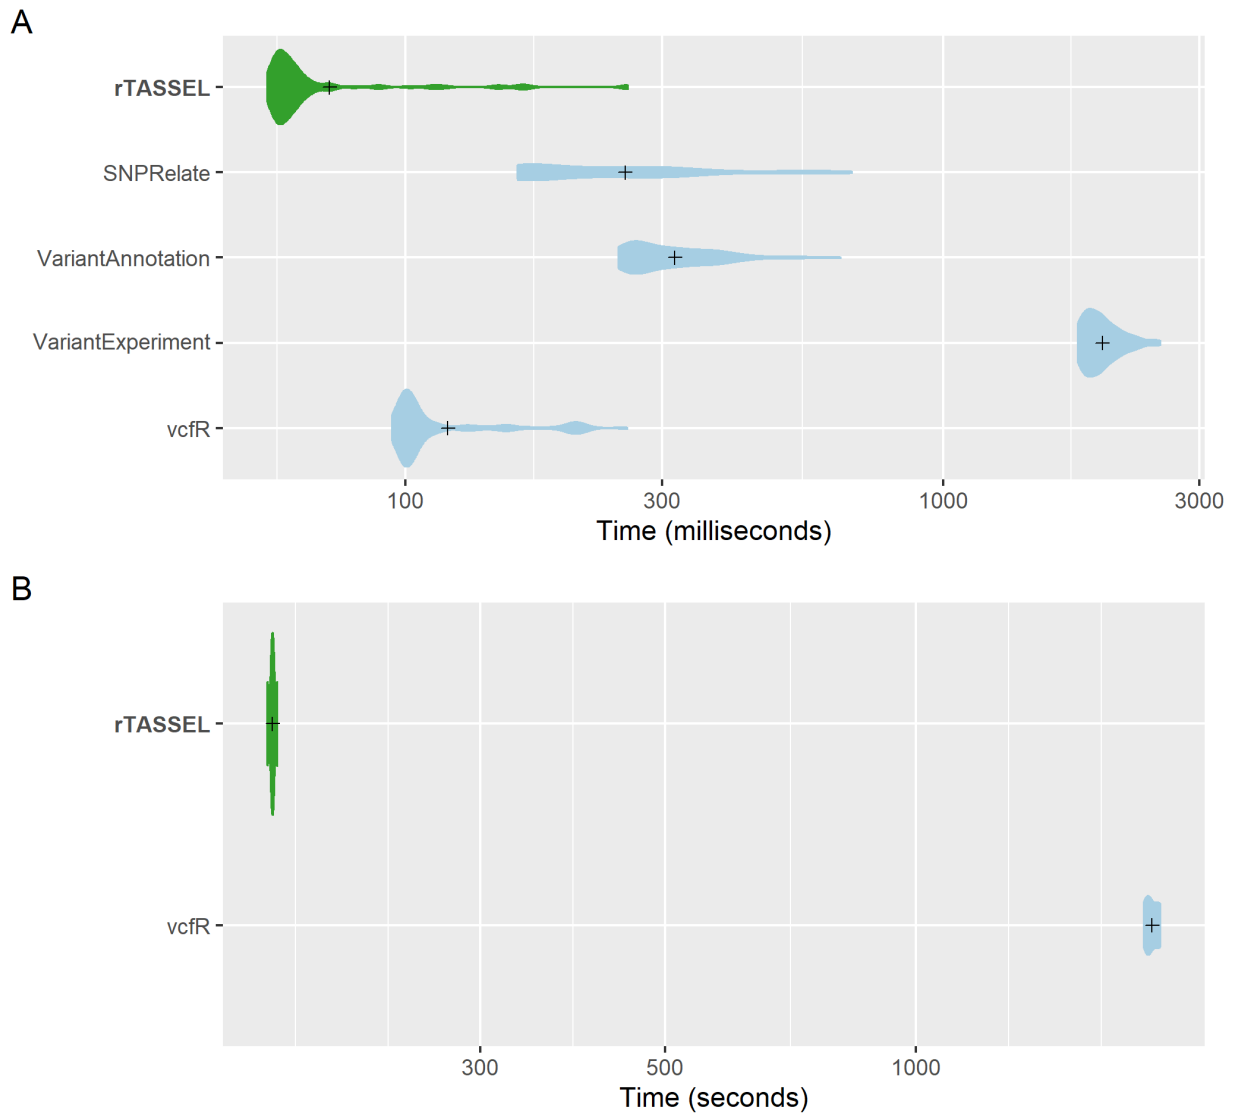 A
rTASSEL
SNPRelate
VariantAnnotation
VariantExperiment
vcfR
100 300 1000 3000
Time (milliseconds)
B
rTASSEL
vcfR
300 500 1000
Time (seconds)